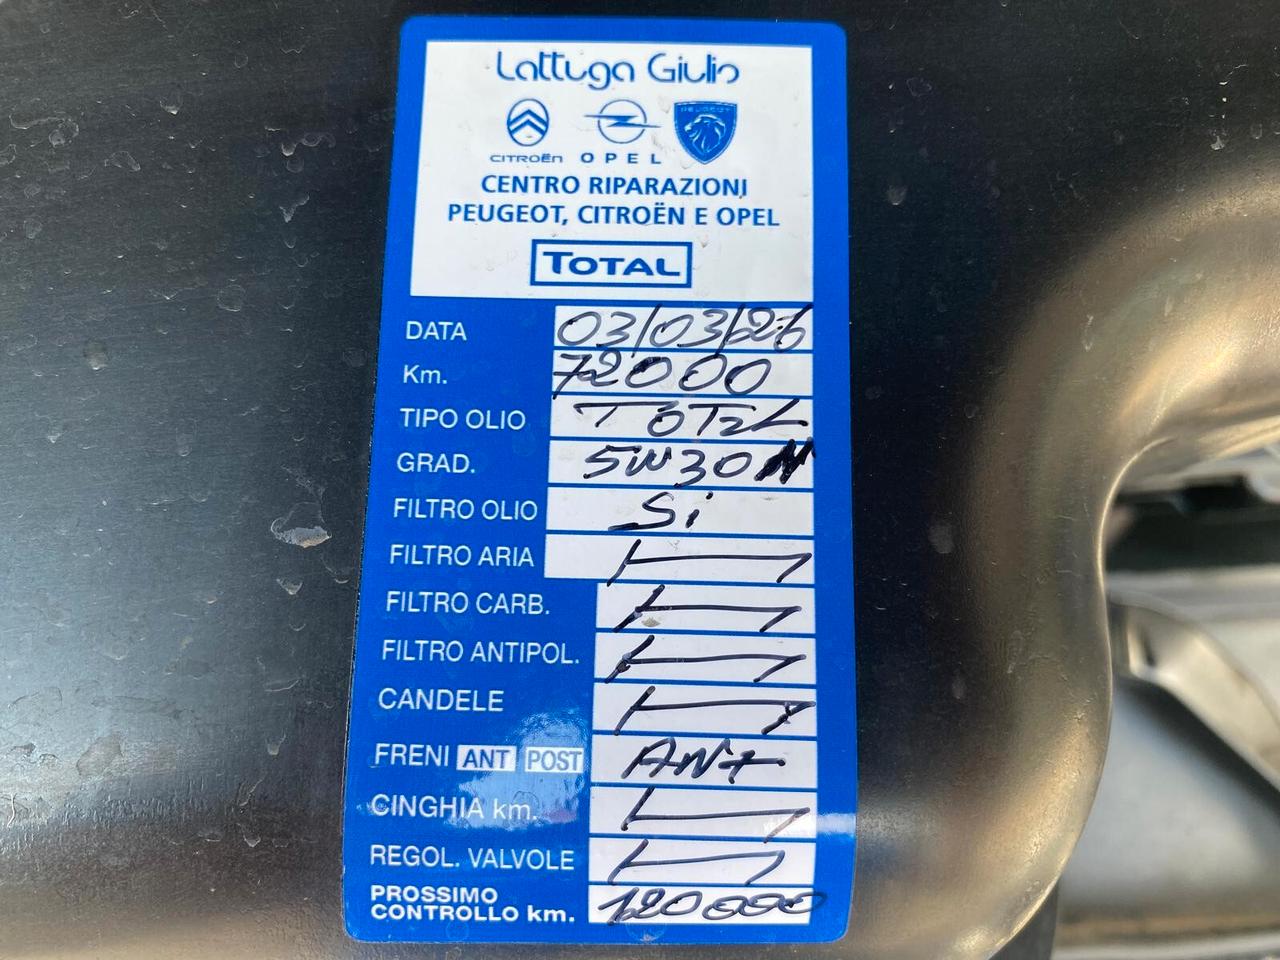 Lattuga Giulio
CITROËN OPEL PEUGEOT
CENTRO RIPARAZIONI
PEUGEOT, CITROËN E OPEL
TOTAL
DATA 03/03/26
Km. 72000
TIPO OLIO TOTAL
GRAD. 5W30
FILTRO OLIO Si
FILTRO ARIA
FILTRO CARB.
FILTRO ANTIPOL.
CANDELE
FRENI ANT POST ANT
CINGHIA km.
REGOL. VALVOLE
PROSSIMO
CONTROLLO km. 120000